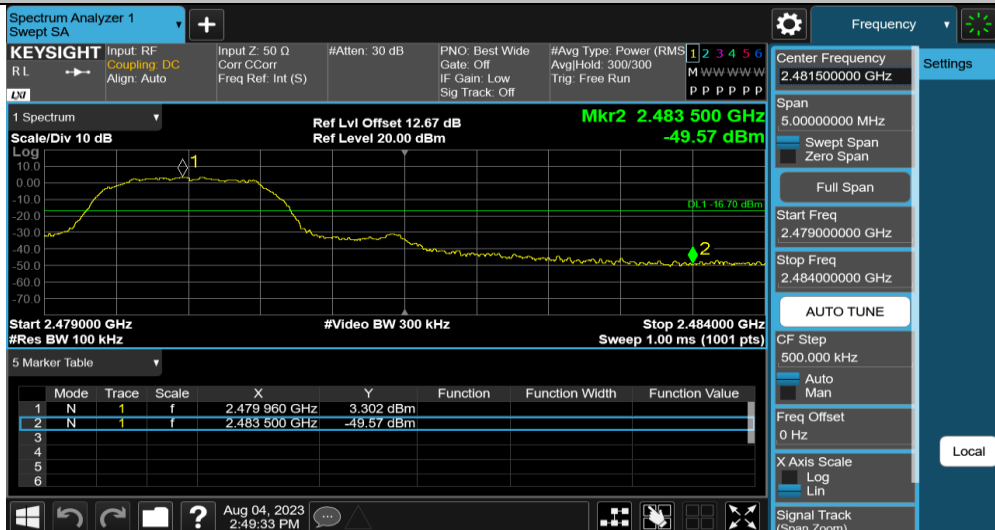 Spectrum Analyzer 1
Swept SA
+
Frequency
KEYSIGHT
R L
LXI
Input: RF
Coupling: DC
Align: Auto
Input Z: 50 Ω
Corr CCorr
Freq Ref: Int (S)
#Atten: 30 dB
PNO: Best Wide
Gate: Off
IF Gain: Low
Sig Track: Off
#Avg Type: Power (RMS
Avg|Hold: 300/300
Trig: Free Run
1 2 3 4 5 6
M W W W W W
P P P P P P
1 Spectrum
Scale/Div 10 dB
Ref Lvl Offset 12.67 dB
Ref Level 20.00 dBm
Mkr2 2.483 500 GHz
-49.57 dBm
Log
10.0
0.00
-10.0
-20.0
-30.0
-40.0
-50.0
-60.0
-70.0
1
DL1 -16.70 dBm
2
Start 2.479000 GHz
#Res BW 100 kHz
#Video BW 300 kHz
Stop 2.484000 GHz
Sweep 1.00 ms (1001 pts)
5 Marker Table
Mode Trace Scale X Y Function Function Width Function Value
1 N 1 f 2.479 960 GHz 3.302 dBm
2 N 1 f 2.483 500 GHz -49.57 dBm
3
4
5
6
?
Aug 04, 2023
2:49:33 PM
Center Frequency
2.481500000 GHz
Span
5.00000000 MHz
Swept Span
Zero Span
Full Span
Start Freq
2.479000000 GHz
Stop Freq
2.484000000 GHz
AUTO TUNE
CF Step
500.000 kHz
Auto
Man
Freq Offset
0 Hz
X Axis Scale
Log
Lin
Signal Track
(Span Zoom)
Settings
Local